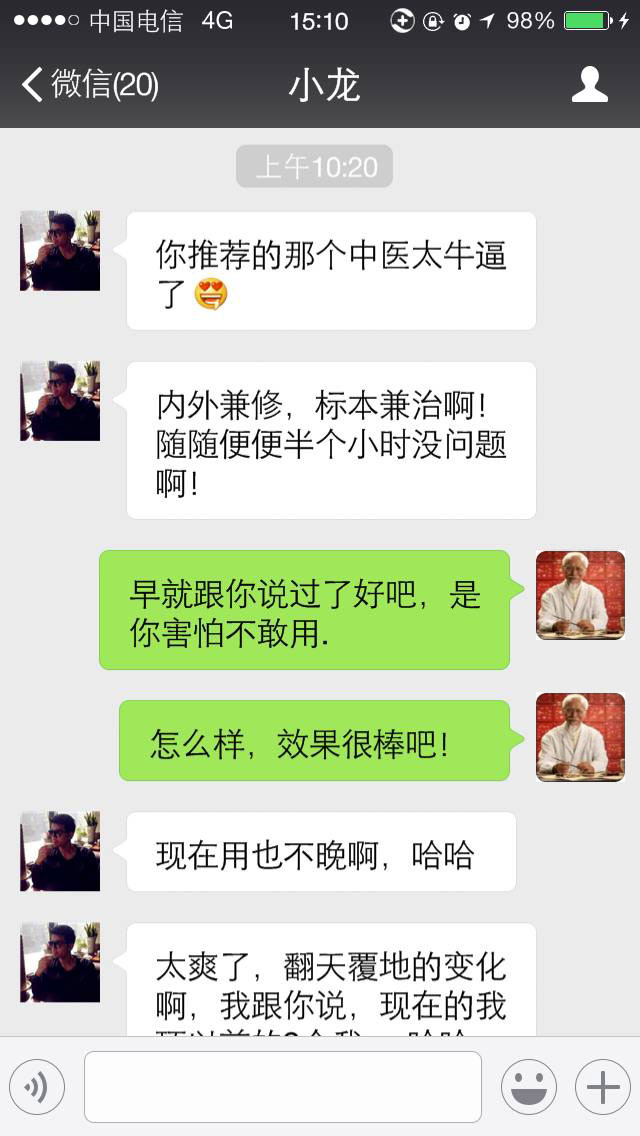 中国电信 4G 15:10 98%
微信(20) 小龙
上午10:20
你推荐的那个中医太牛逼
了
内外兼修，标本兼治啊！
随随便便半个小时没问题
啊！
早就跟你说过了好吧，是
你害怕不敢用.
怎么样，效果很棒吧！
现在用也不晚啊，哈哈
太爽了，翻天覆地的变化
啊，我跟你说，现在的我